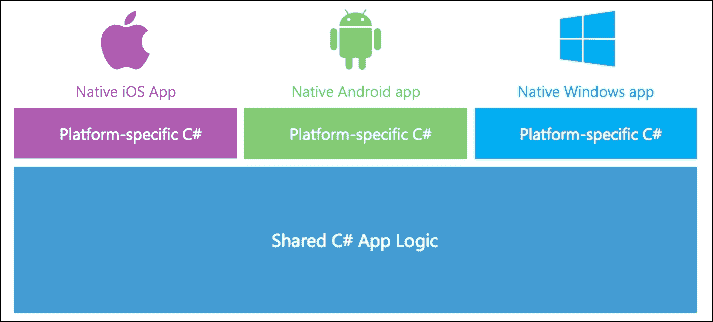 Native iOS App
Native Android app
Native Windows app
Platform-specific C#
Platform-specific C#
Platform-specific C#
Shared C# App Logic